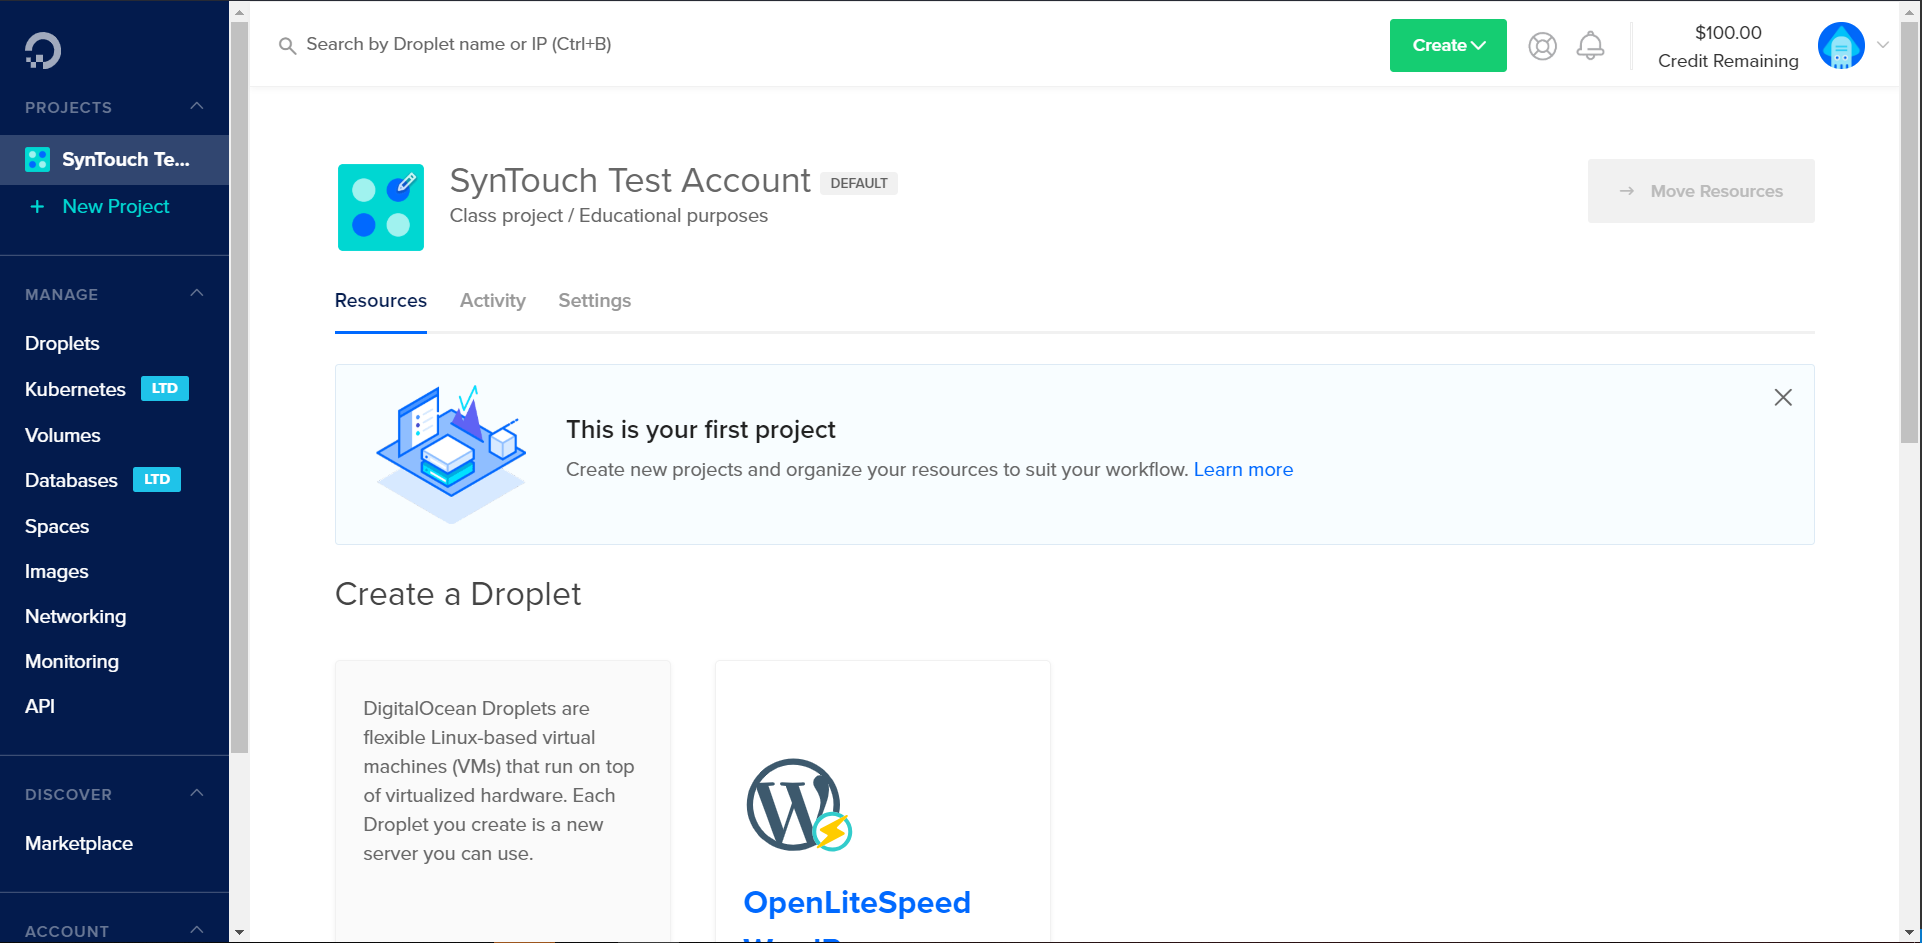 PROJECTS
SynTouch Te...
+ New Project
MANAGE
Droplets
Kubernetes LTD
Volumes
Databases LTD
Spaces
Images
Networking
Monitoring
API
DISCOVER
Marketplace
ACCOUNT
Search by Droplet name or IP (Ctrl+B)
Create
$100.00
Credit Remaining
SynTouch Test Account DEFAULT
Class project / Educational purposes
→ Move Resources
Resources Activity Settings
This is your first project
Create new projects and organize your resources to suit your workflow. Learn more
Create a Droplet
DigitalOcean Droplets are
flexible Linux-based virtual
machines (VMs) that run on top
of virtualized hardware. Each
Droplet you create is a new
server you can use.
OpenLiteSpeed